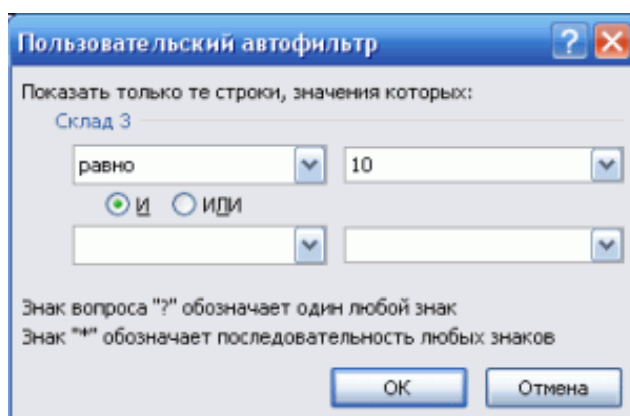 Пользовательский автофильтр
Показать только те строки, значения которых:
Склад 3
равно 10
И ИЛИ
Знак вопроса "?" обозначает один любой знак
Знак "*" обозначает последовательность любых знаков
ОК Отмена